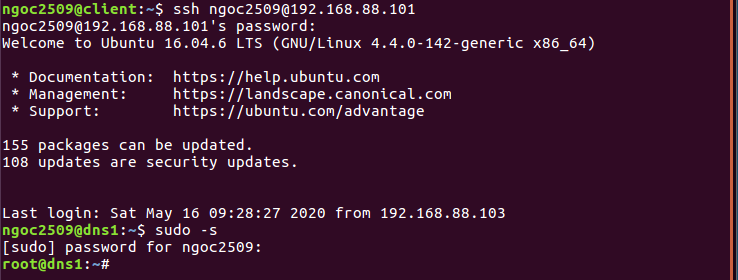 ngoc2509@client:~$ ssh ngoc2509@192.168.88.101
ngoc2509@192.168.88.101's password:
Welcome to Ubuntu 16.04.6 LTS (GNU/Linux 4.4.0-142-generic x86_64)
* Documentation:  https://help.ubuntu.com
* Management:     https://landscape.canonical.com
* Support:        https://ubuntu.com/advantage
155 packages can be updated.
108 updates are security updates.
Last login: Sat May 16 09:28:27 2020 from 192.168.88.103
ngoc2509@dns1:~$ sudo -s
[sudo] password for ngoc2509:
root@dns1:~#